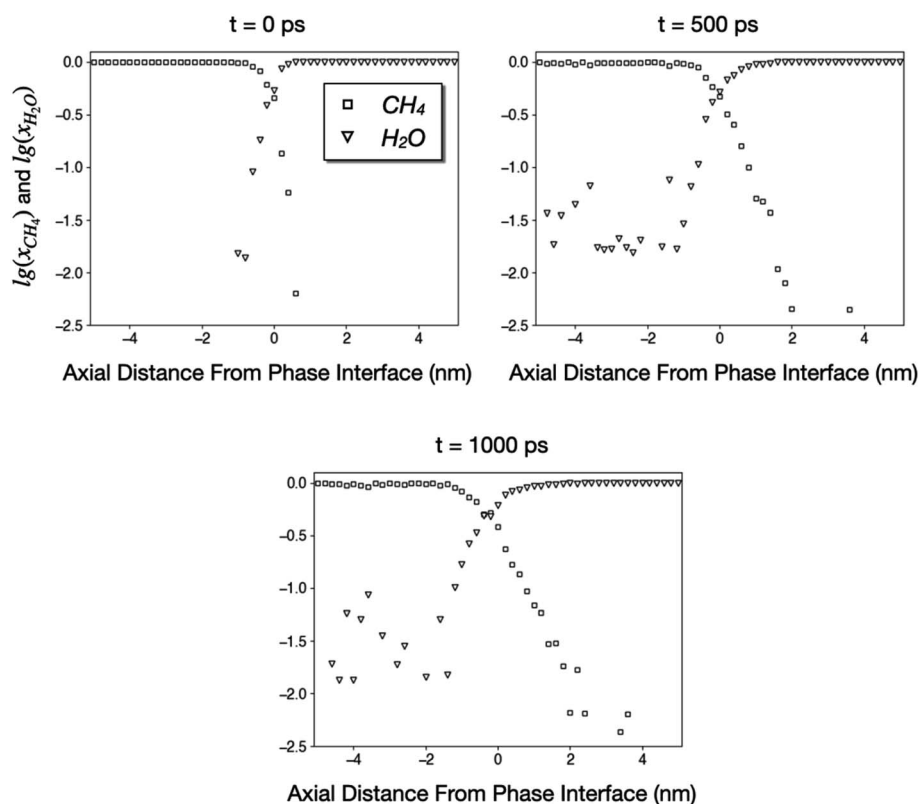 t = 0 ps
t = 500 ps
lg(x_{CH_4}) and lg(x_{H_2O})
0.0
−0.5
−1.0
−1.5
−2.0
−2.5
CH₄
H₂O
−4 −2 0 2 4
Axial Distance From Phase Interface (nm)
0.0
−0.5
−1.0
−1.5
−2.0
−2.5
−4 −2 0 2 4
Axial Distance From Phase Interface (nm)
t = 1000 ps
0.0
−0.5
−1.0
−1.5
−2.0
−2.5
−4 −2 0 2 4
Axial Distance From Phase Interface (nm)